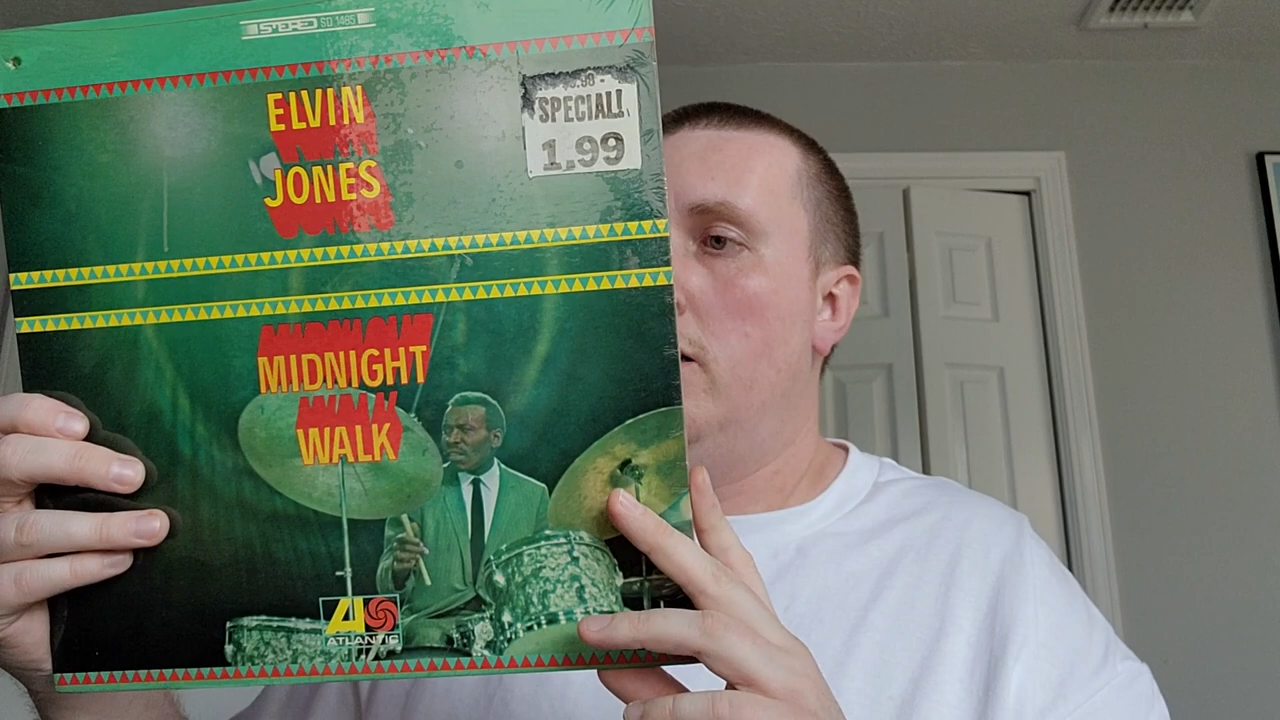 STEREO SD 1485
ELVIN
JONES
SPECIAL!
1.99
MIDNIGHT
WALK
ATLANTIC